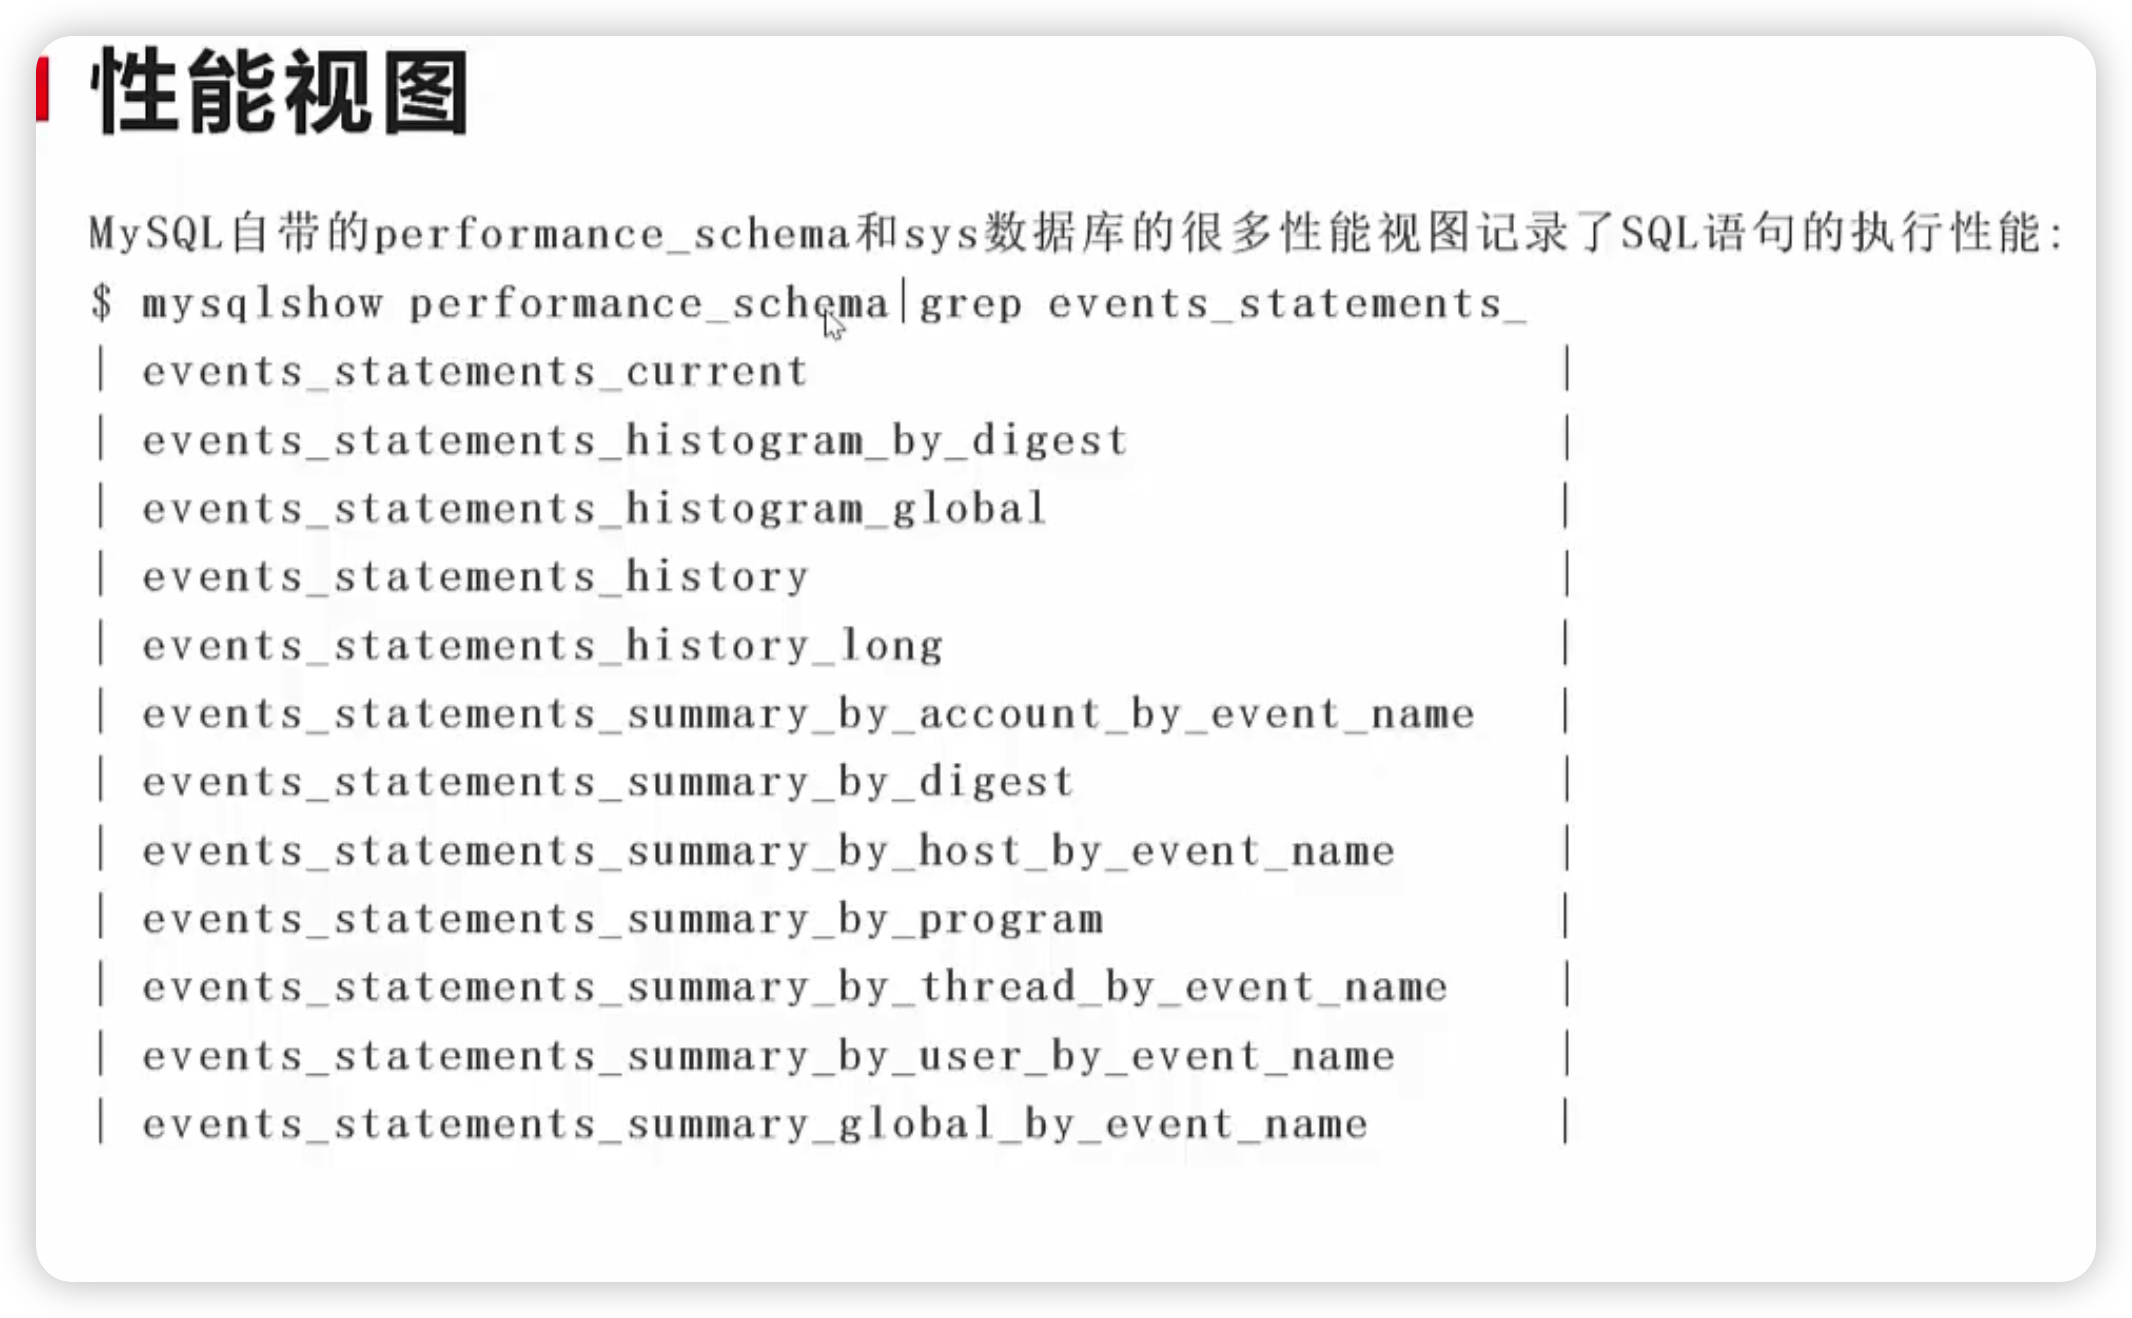 性能视图
MySQL自带的performance_schema和sys数据库的很多性能视图记录了SQL语句的执行性能:
$ mysqlshow performance_schema|grep events_statements_
| events_statements_current |
| events_statements_histogram_by_digest |
| events_statements_histogram_global |
| events_statements_history |
| events_statements_history_long |
| events_statements_summary_by_account_by_event_name |
| events_statements_summary_by_digest |
| events_statements_summary_by_host_by_event_name |
| events_statements_summary_by_program |
| events_statements_summary_by_thread_by_event_name |
| events_statements_summary_by_user_by_event_name |
| events_statements_summary_global_by_event_name |